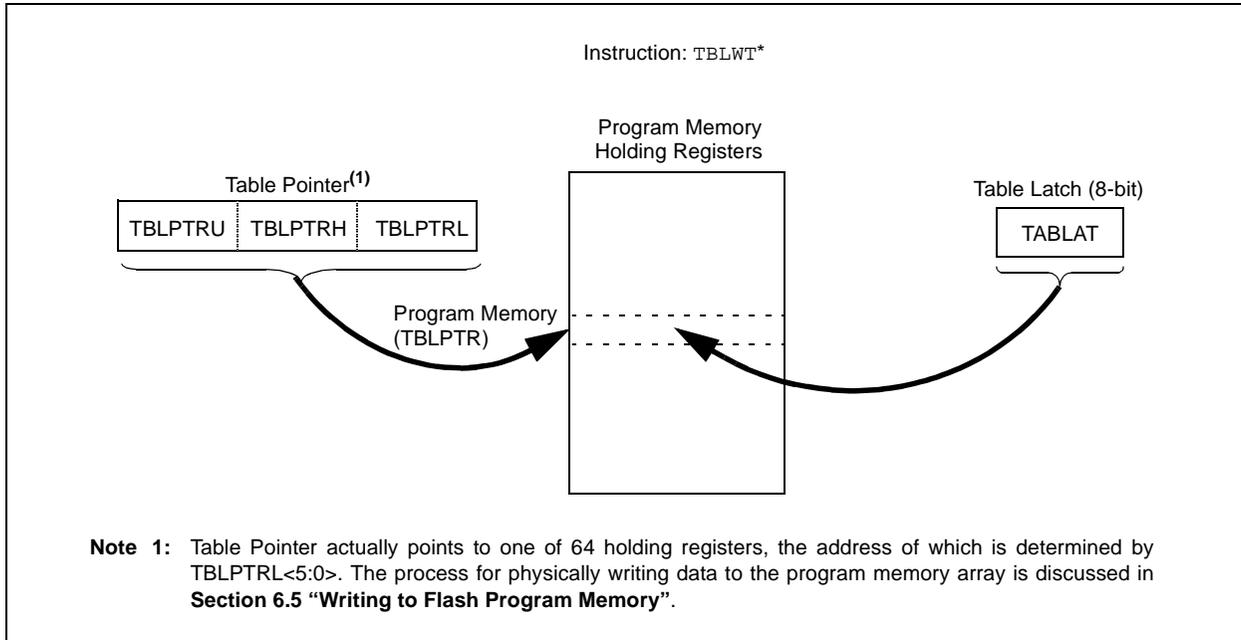 Instruction: TBLWT*
Program Memory
Holding Registers
Table Pointer(1)
Table Latch (8-bit)
TBLPTRU TBLPTRH TBLPTRL
TABLAT
Program Memory
(TBLPTR)
Note 1: Table Pointer actually points to one of 64 holding registers, the address of which is determined by
TBLPTRL<5:0>. The process for physically writing data to the program memory array is discussed in
Section 6.5 “Writing to Flash Program Memory”.